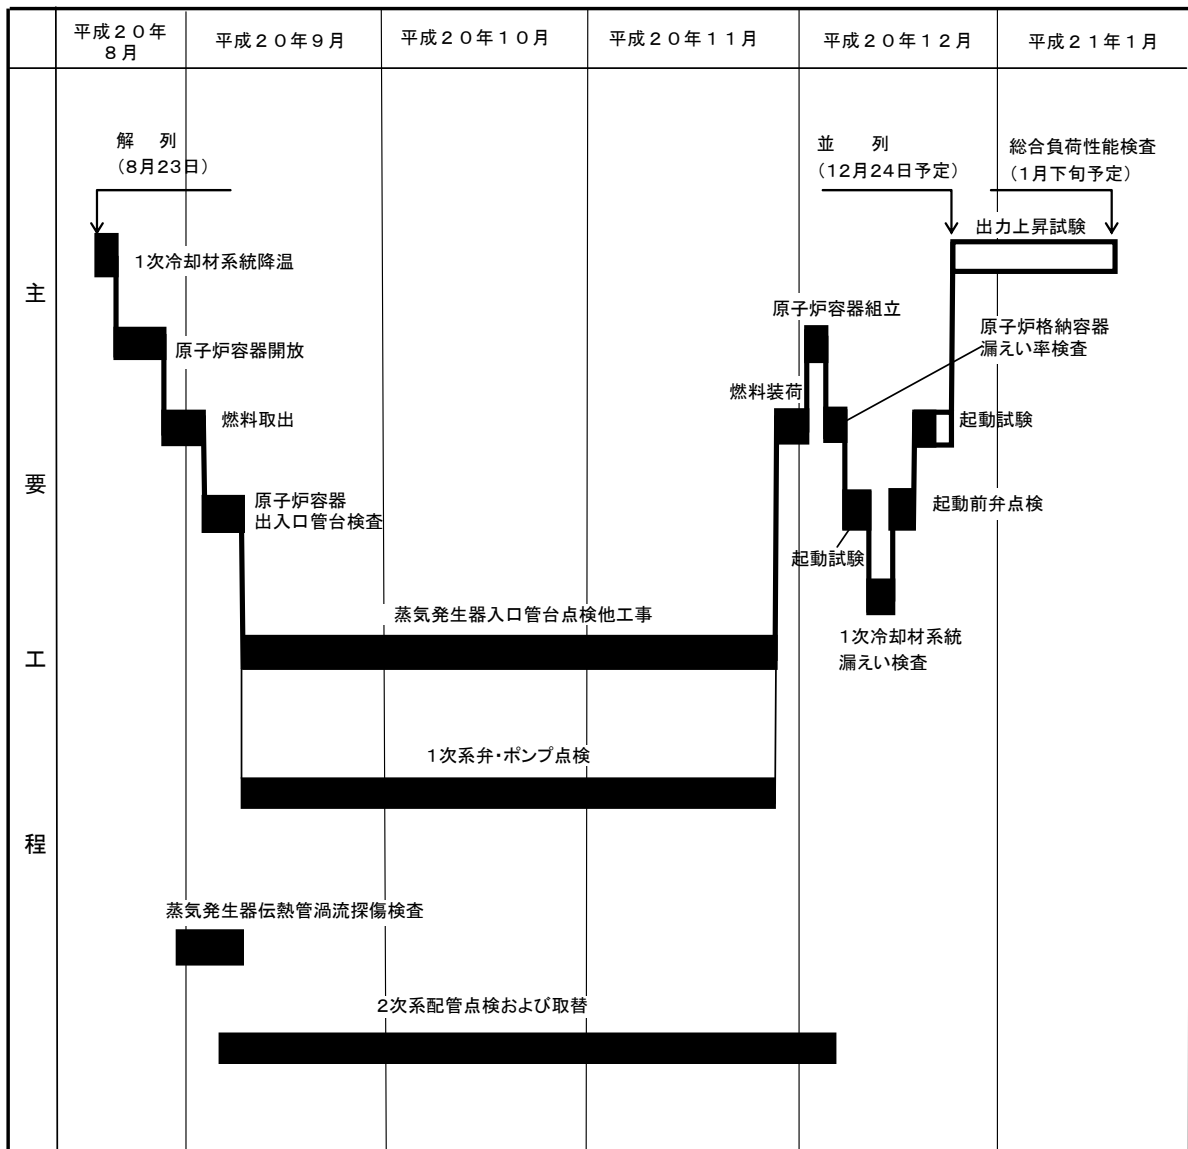 平成２０年
８月
平成２０年９月
平成２０年１０月
平成２０年１１月
平成２０年１２月
平成２１年１月
主要工程
解　列
（８月２３日）
並　列
（１２月２４日予定）
総合負荷性能検査
（１月下旬予定）
出力上昇試験
１次冷却材系統降温
原子炉容器組立
原子炉格納容器
漏えい率検査
原子炉容器開放
燃料装荷
燃料取出
起動試験
原子炉容器
出入口管台検査
起動前弁点検
起動試験
蒸気発生器入口管台点検他工事
１次冷却材系統
漏えい検査
１次系弁・ポンプ点検
蒸気発生器伝熱管渦流探傷検査
２次系配管点検および取替